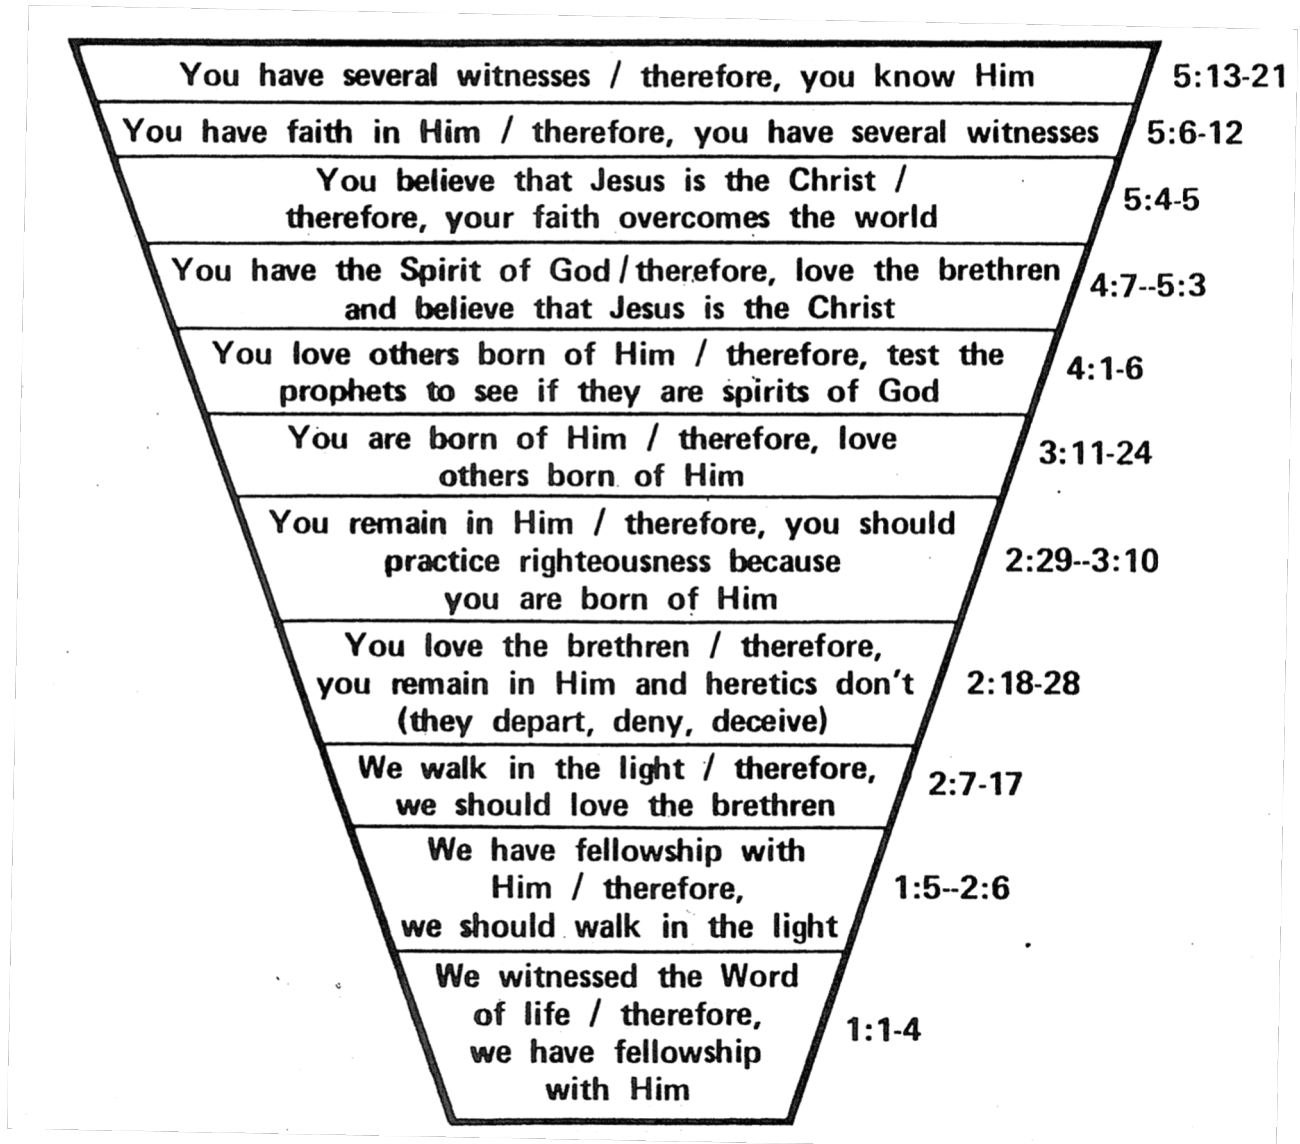 You have several witnesses / therefore, you know Him 5:13-21
You have faith in Him / therefore, you have several witnesses 5:6-12
You believe that Jesus is the Christ /
therefore, your faith overcomes the world
5:4-5
You have the Spirit of God / therefore, love the brethren
and believe that Jesus is the Christ
4:7--5:3
You love others born of Him / therefore, test the
prophets to see if they are spirits of God
4:1-6
You are born of Him / therefore, love
others born of Him
3:11-24
You remain in Him / therefore, you should
practice righteousness because
you are born of Him
2:29--3:10
You love the brethren / therefore,
you remain in Him and heretics don't
(they depart, deny, deceive)
2:18-28
We walk in the light / therefore,
we should love the brethren
2:7-17
We have fellowship with
Him / therefore,
we should walk in the light
1:5--2:6
We witnessed the Word
of life / therefore,
we have fellowship
with Him
1:1-4